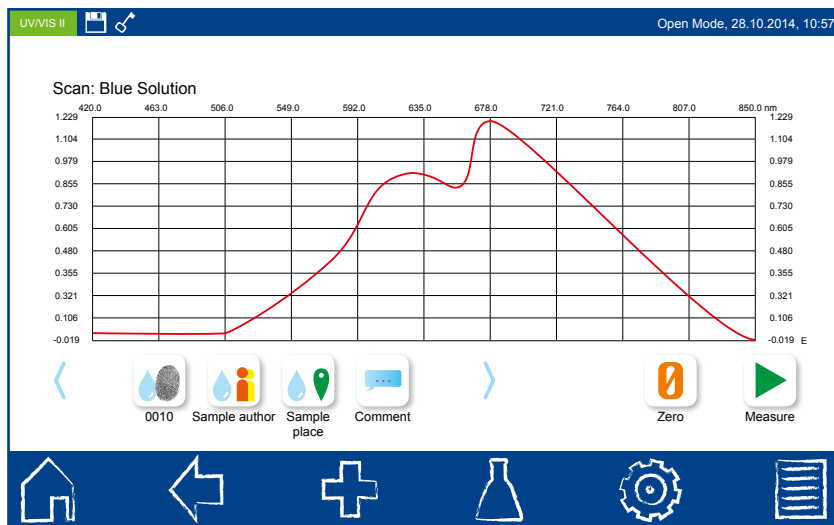 UV/VIS II
Open Mode, 28.10.2014, 10:57
Scan: Blue Solution
420.0 463.0 506.0 549.0 592.0 635.0 678.0 721.0 764.0 807.0 850.0 nm
1.229 1.229
1.104 1.104
0.979 0.979
0.855 0.855
0.730 0.730
0.605 0.605
0.480 0.480
0.355 0.355
0.321 0.321
0.106 0.106
-0.019 -0.019 E
0010
Sample author
Sample
place
Comment
0
Zero
Measure